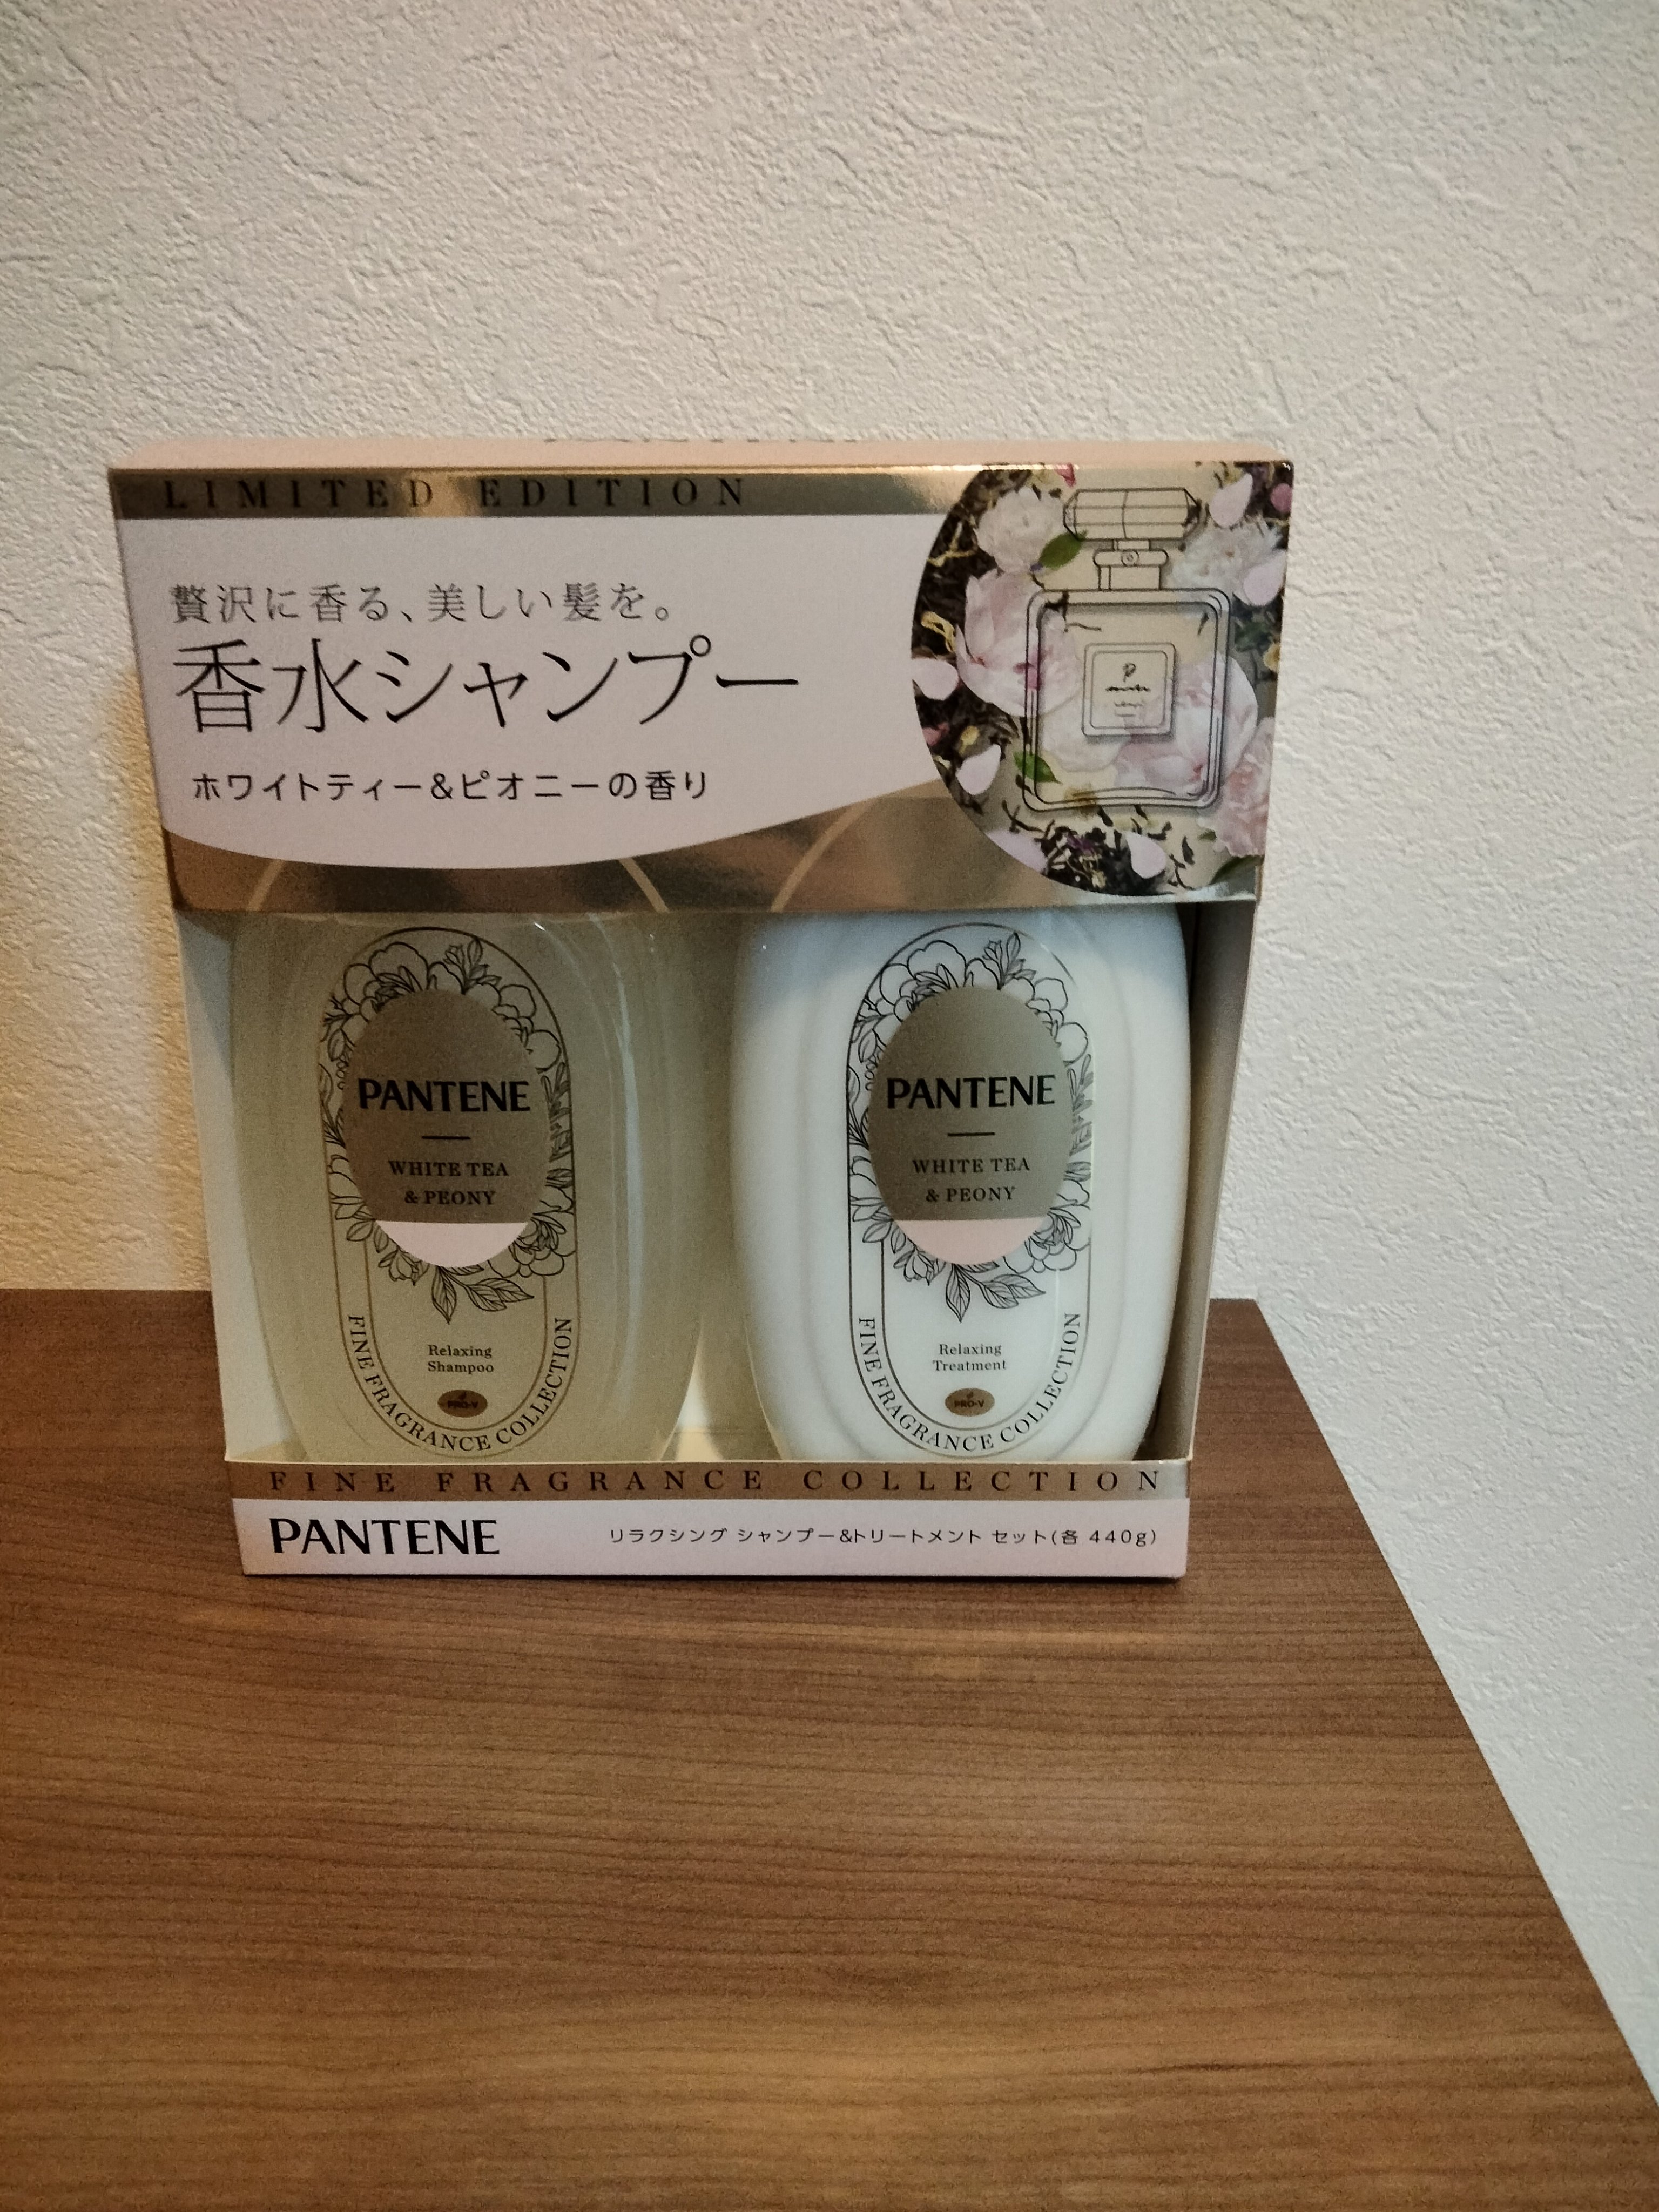 LIMITED EDITION
贅沢に香る、美しい髪を。
香水シャンプー
ホワイトティー&ピオニーの香り
PANTENE
WHITE TEA
& PEONY
Relaxing
Shampoo
PRO-V
FINE FRAGRANCE COLLECTION
PANTENE
WHITE TEA
& PEONY
Relaxing
Treatment
PRO-V
FINE FRAGRANCE COLLECTION
FINE FRAGRANCE COLLECTION
PANTENE
リラクシング シャンプー&トリートメント セット(各 440g)